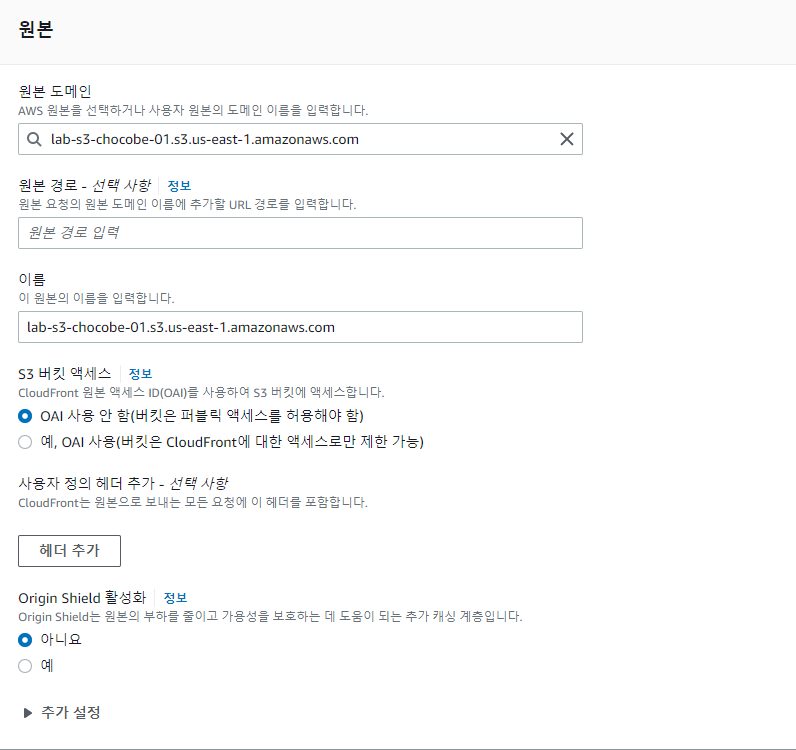 원본
원본 도메인
AWS 원본을 선택하거나 사용자 원본의 도메인 이름을 입력합니다.
lab-s3-chocobe-01.s3.us-east-1.amazonaws.com
원본 경로 - 선택 사항 정보
원본 요청의 원본 도메인 이름에 추가할 URL 경로를 입력합니다.
원본 경로 입력
이름
이 원본의 이름을 입력합니다.
lab-s3-chocobe-01.s3.us-east-1.amazonaws.com
S3 버킷 액세스 정보
CloudFront 원본 액세스 ID(OAI)를 사용하여 S3 버킷에 액세스합니다.
OAI 사용 안 함(버킷은 퍼블릭 액세스를 허용해야 함)
예, OAI 사용(버킷은 CloudFront에 대한 액세스로만 제한 가능)
사용자 정의 헤더 추가 - 선택 사항
CloudFront는 원본으로 보내는 모든 요청에 이 헤더를 포함합니다.
헤더 추가
Origin Shield 활성화 정보
Origin Shield는 원본의 부하를 줄이고 가용성을 보호하는 데 도움이 되는 추가 캐싱 계층입니다.
아니요
예
추가 설정